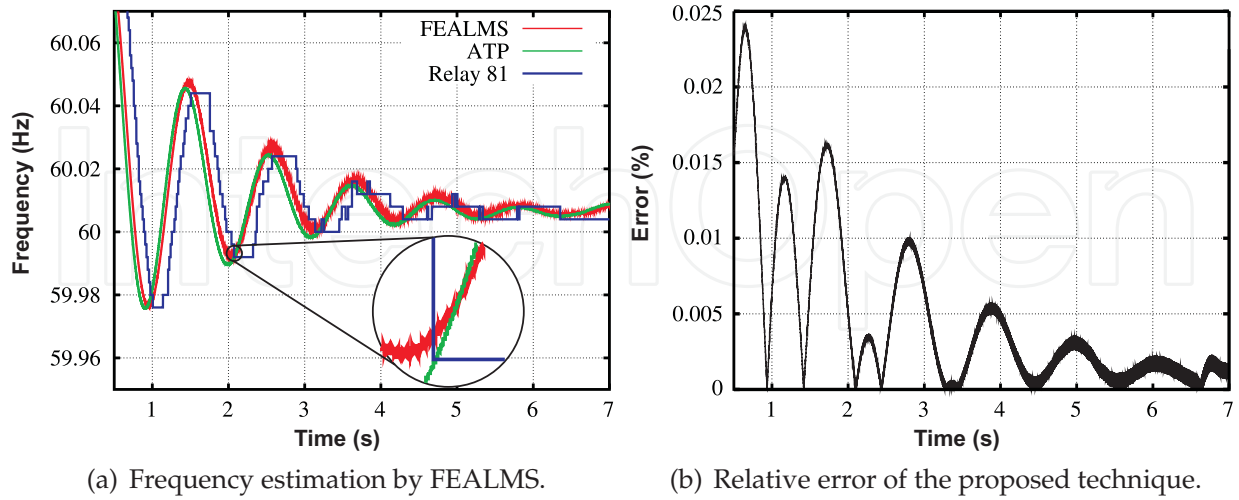 60.06
60.04
60.02
60
59.98
59.96
Frequency (Hz)
FEALMS
ATP
Relay 81
1 2 3 4 5 6 7
Time (s)
(a) Frequency estimation by FEALMS.
0.025
0.02
0.015
0.01
0.005
0
Error (%)
1 2 3 4 5 6 7
Time (s)
(b) Relative error of the proposed technique.
IntechOpen